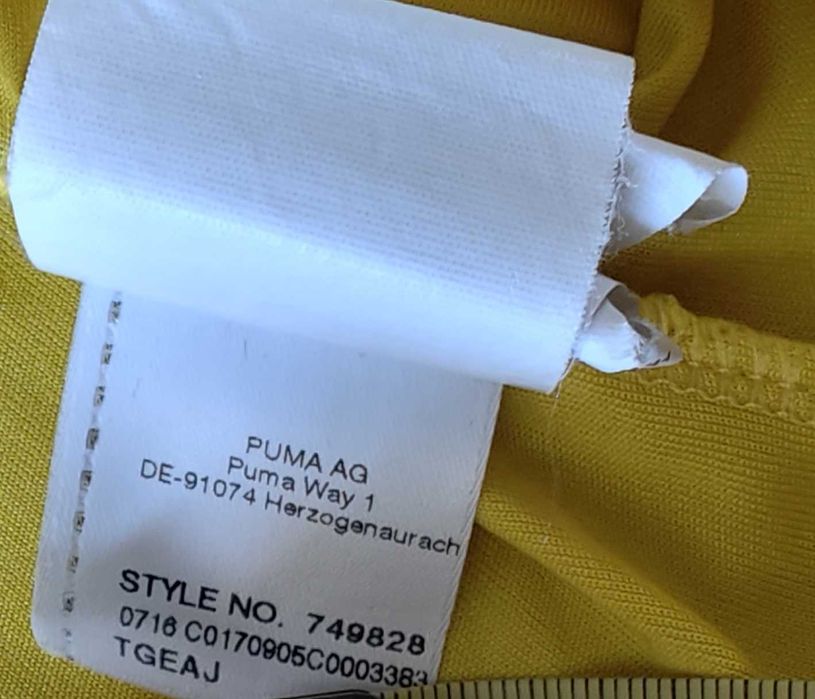 PUMA AG
Puma Way 1
DE-91074 Herzogenaurach
STYLE NO. 749828
0716 C0170905C0003383
TGEAJ